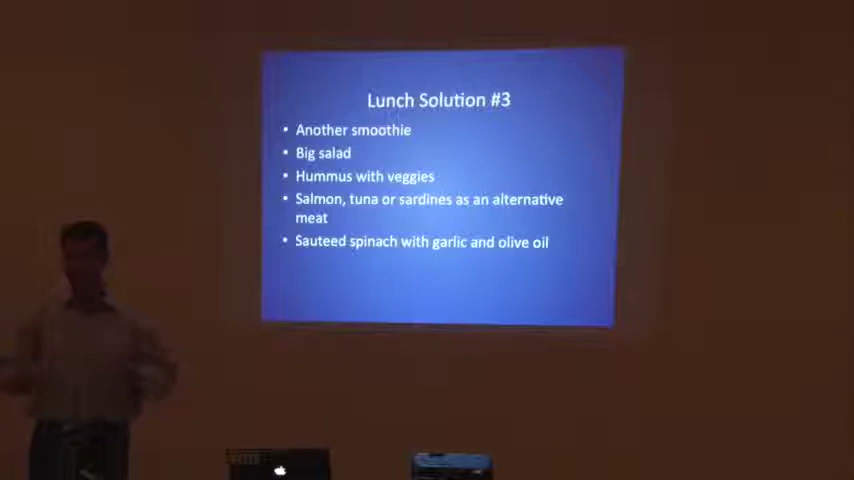 Lunch Solution #3
• Another smoothie
• Big salad
• Hummus with veggies
• Salmon, tuna or sardines as an alternative
meat
• Sauteed spinach with garlic and olive oil